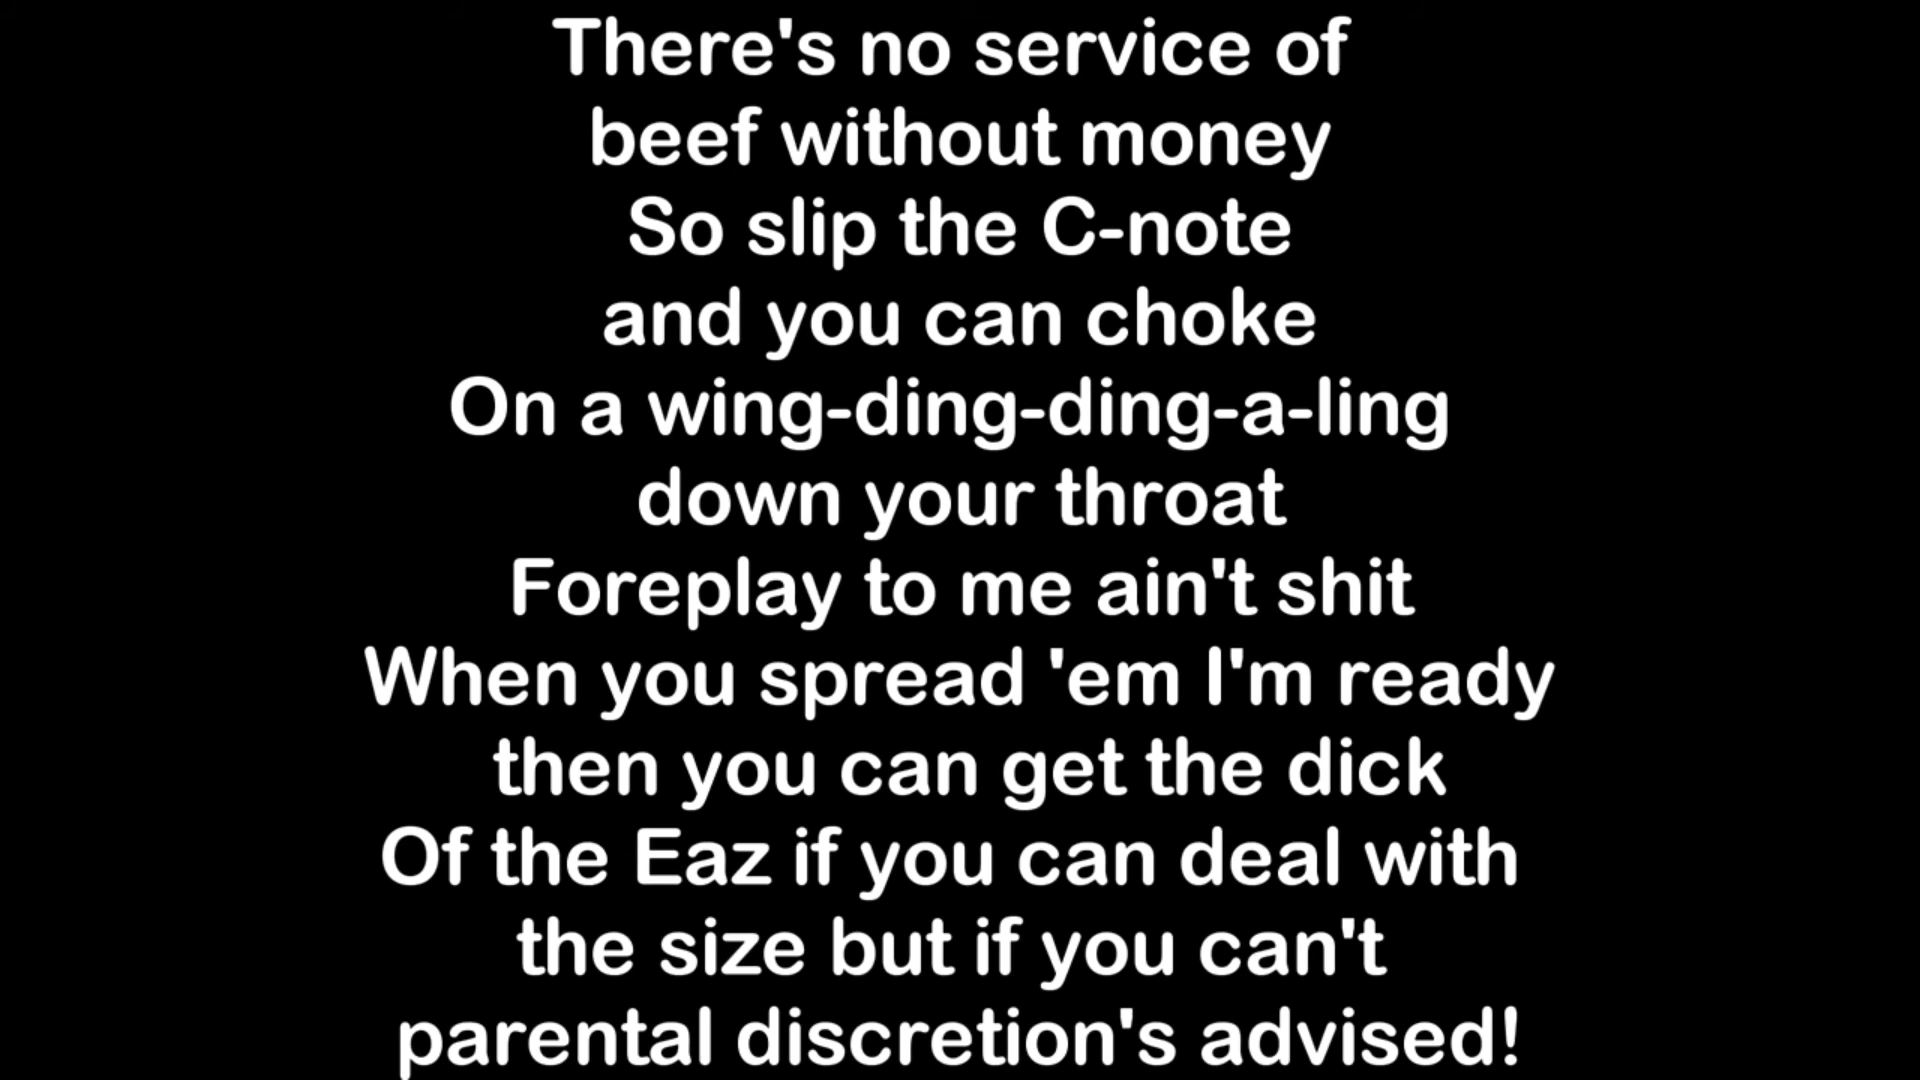 There's no service of
beef without money
So slip the C-note
and you can choke
On a wing-ding-ding-a-ling
down your throat
Foreplay to me ain't shit
When you spread 'em I'm ready
then you can get the dick
Of the Eaz if you can deal with
the size but if you can't
parental discretion's advised!